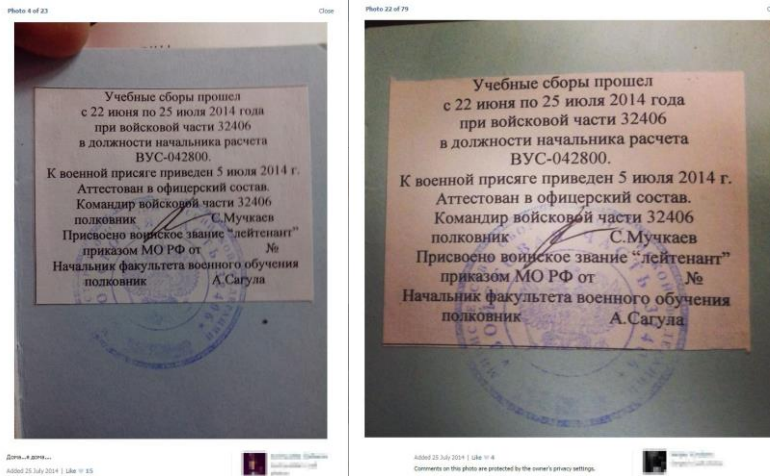 Photo 4 of 23
Close
Учебные сборы прошел
с 22 июня по 25 июля 2014 года
при войсковой части 32406
в должности начальника расчета
ВУС-042800.
К военной присяге приведен 5 июля 2014 г.
Аттестован в офицерский состав.
Командир войсковой части 32406
полковник С.Мучкаев
Присвоено воинское звание “лейтенант”
приказом МО РФ от №
Начальник факультета военного обучения
полковник А.Сагула
Дома...я дома....
Added 25 July 2014 | Like 15
Photo 22 of 79
Учебные сборы прошел
с 22 июня по 25 июля 2014 года
при войсковой части 32406
в должности начальника расчета
ВУС-042800.
К военной присяге приведен 5 июля 2014 г.
Аттестован в офицерский состав.
Командир войсковой части 32406
полковник С.Мучкаев
Присвоено воинское звание “лейтенант”
приказом МО РФ от №
Начальник факультета военного обучения
полковник А.Сагула
Added 25 July 2014 | Like 4
Comments on this photo are protected by the owner's privacy settings.